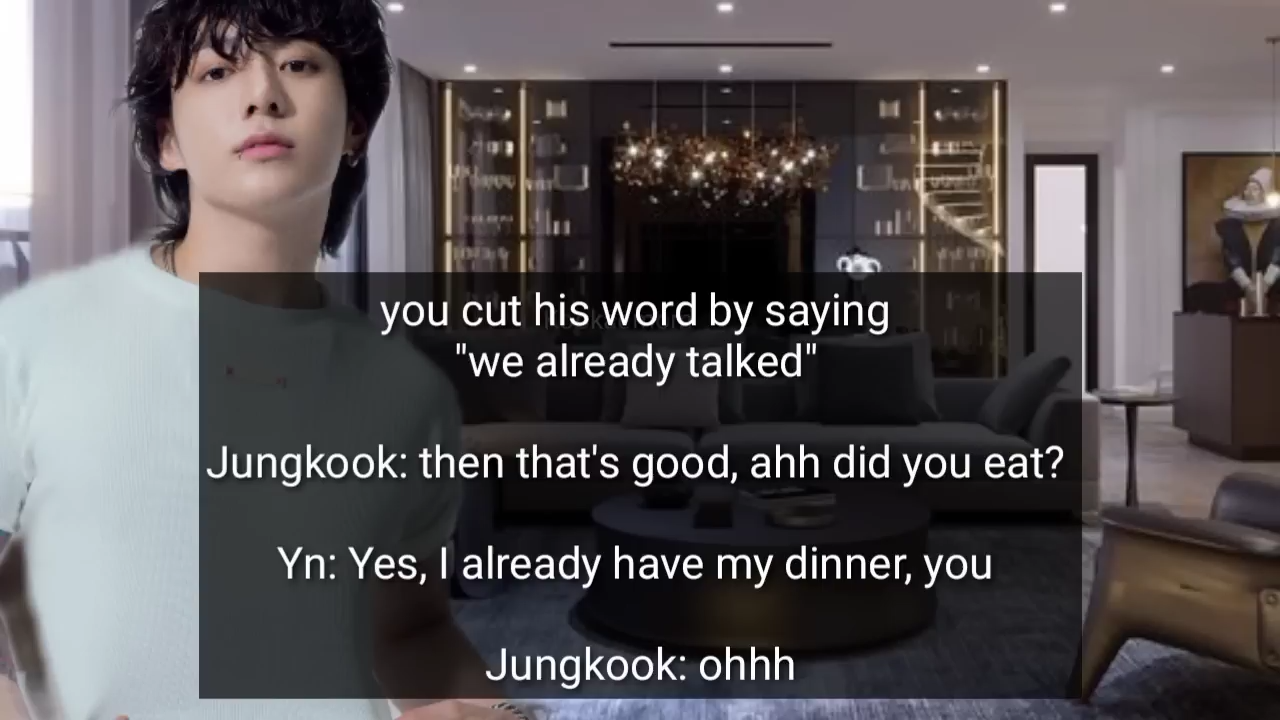 you cut his word by saying
"we already talked"
Jungkook: then that's good, ahh did you eat?
Yn: Yes, I already have my dinner, you
Jungkook: ohhh